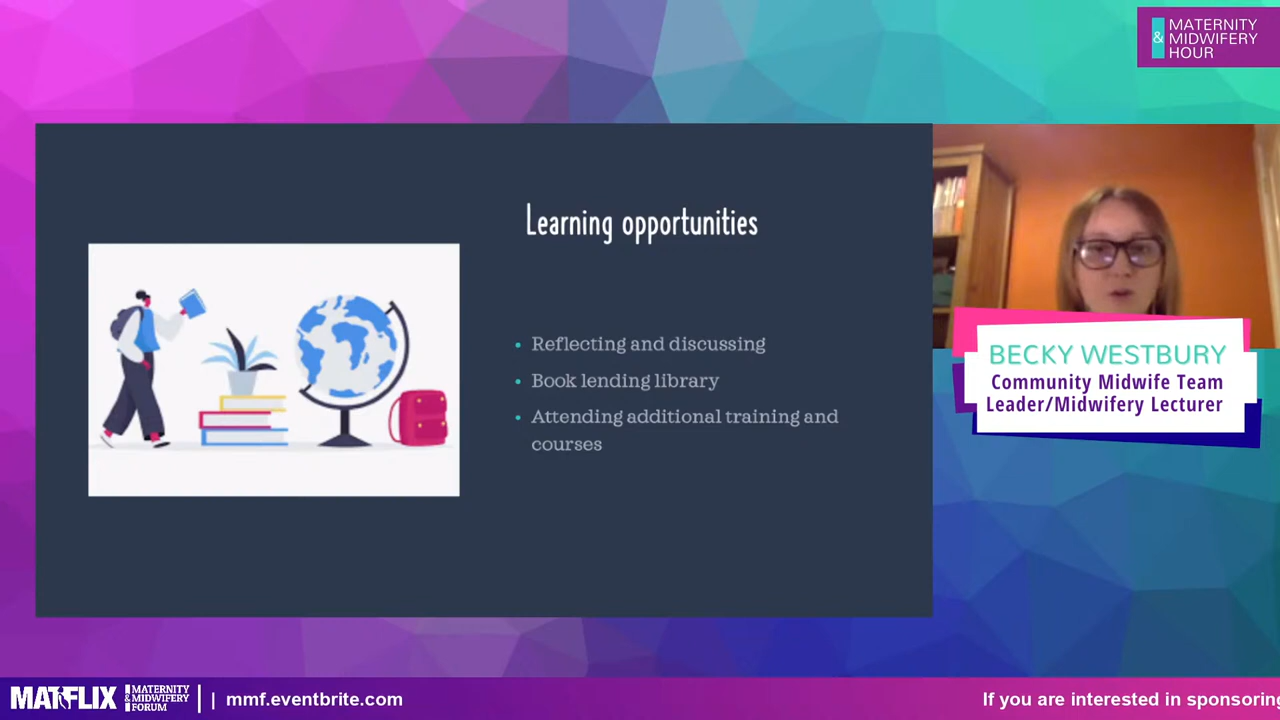 MATERNITY
& MIDWIFERY
HOUR
Learning opportunities
• Reflecting and discussing
• Book lending library
• Attending additional training and
courses
BECKY WESTBURY
Community Midwife Team
Leader/Midwifery Lecturer
MATFLIX
MATERNITY
& MIDWIFERY
FORUM
| mmf.eventbrite.com
If you are interested in sponsoring